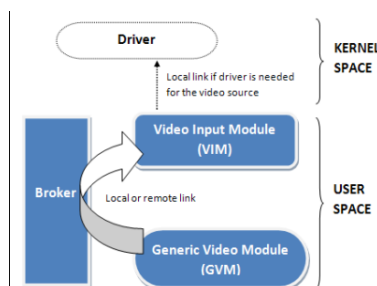 Driver
KERNEL
SPACE
Local link if driver is needed
for the video source
Video Input Module
(VIM)
Broker
Local or remote link
USER
SPACE
Generic Video Module
(GVM)